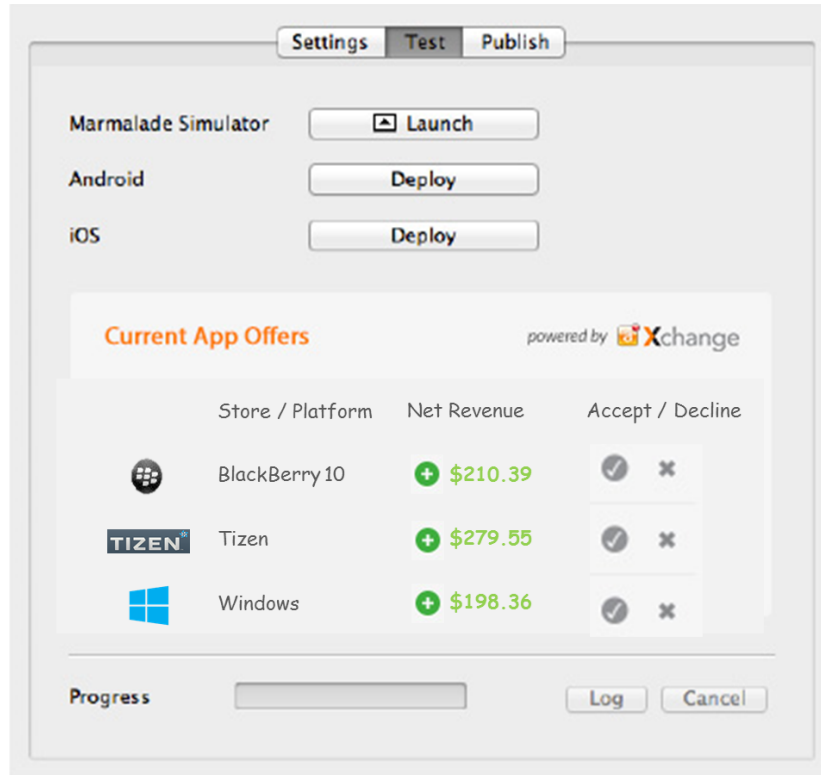 Settings Test Publish
Marmalade Simulator Launch
Android Deploy
iOS Deploy
Current App Offers powered by Xchange
Store / Platform Net Revenue Accept / Decline
BlackBerry 10 $210.39
TIZEN Tizen $279.55
Windows $198.36
Progress Log Cancel